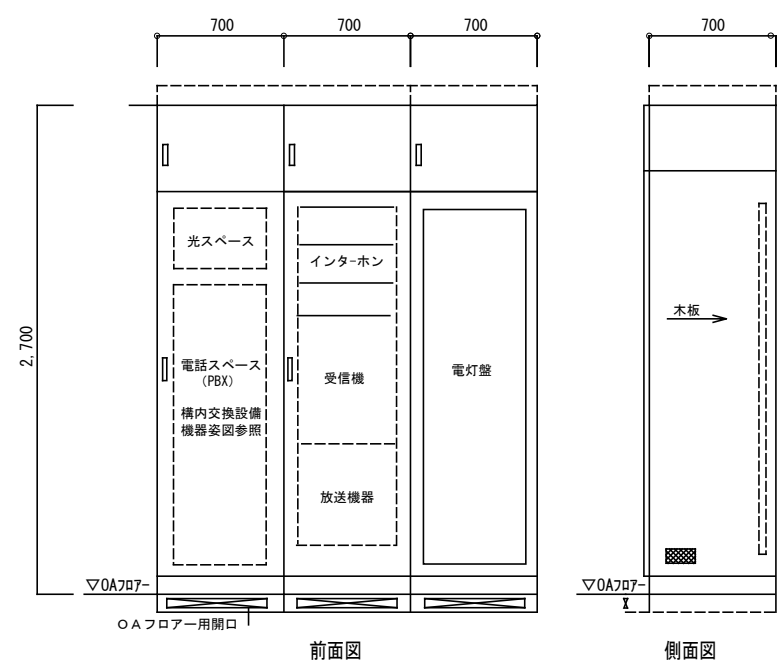 700
700
700
700
光スペース
インターホン
木板
2,700
電話スペース
(PBX)
受信機
電灯盤
構内交換設備
機器姿図参照
放送機器
▽OAフロアー
▽OAフロアー
OAフロアー用開口
前面図
側面図